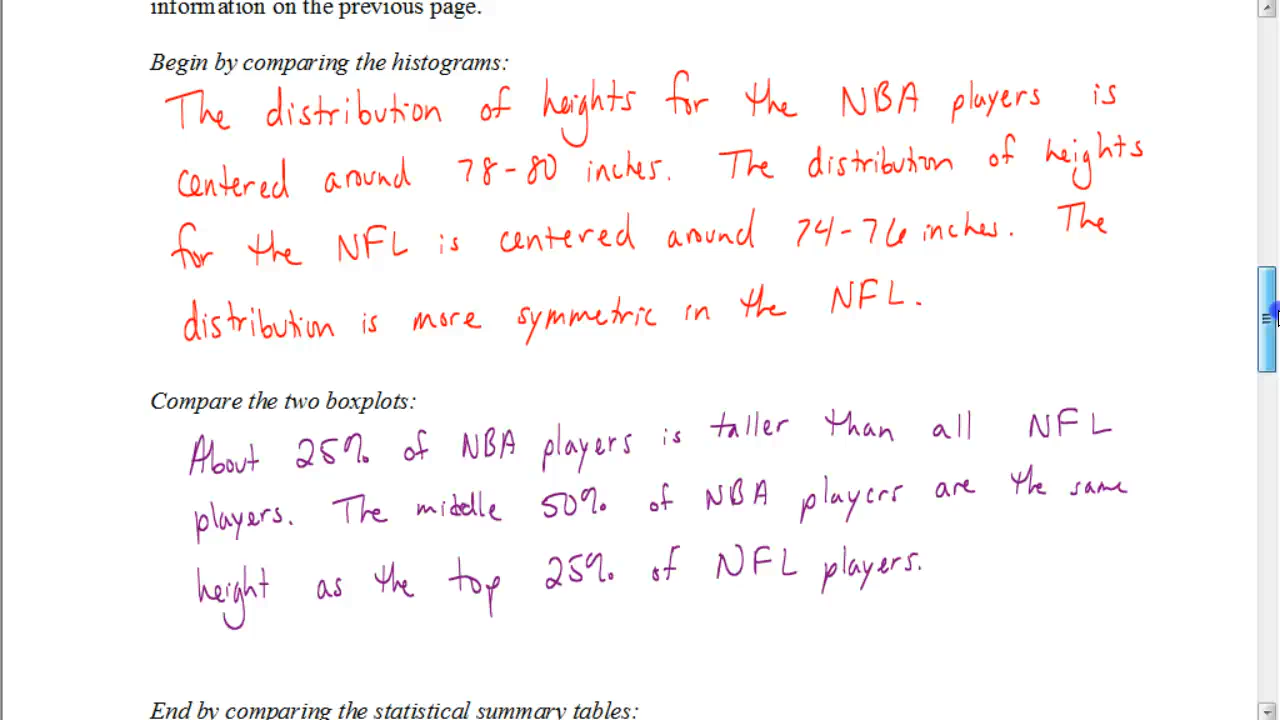 information on the previous page.
Begin by comparing the histograms:
The distribution of heights for the NBA players is
centered around 78-80 inches. The distribution of heights
for the NFL is centered around 74-76 inches. The
distribution is more symmetric in the NFL.
Compare the two boxplots:
About 25% of NBA players is taller than all NFL
players. The middle 50% of NBA players are the same
height as the top 25% of NFL players.
End by comparing the statistical summary tables: